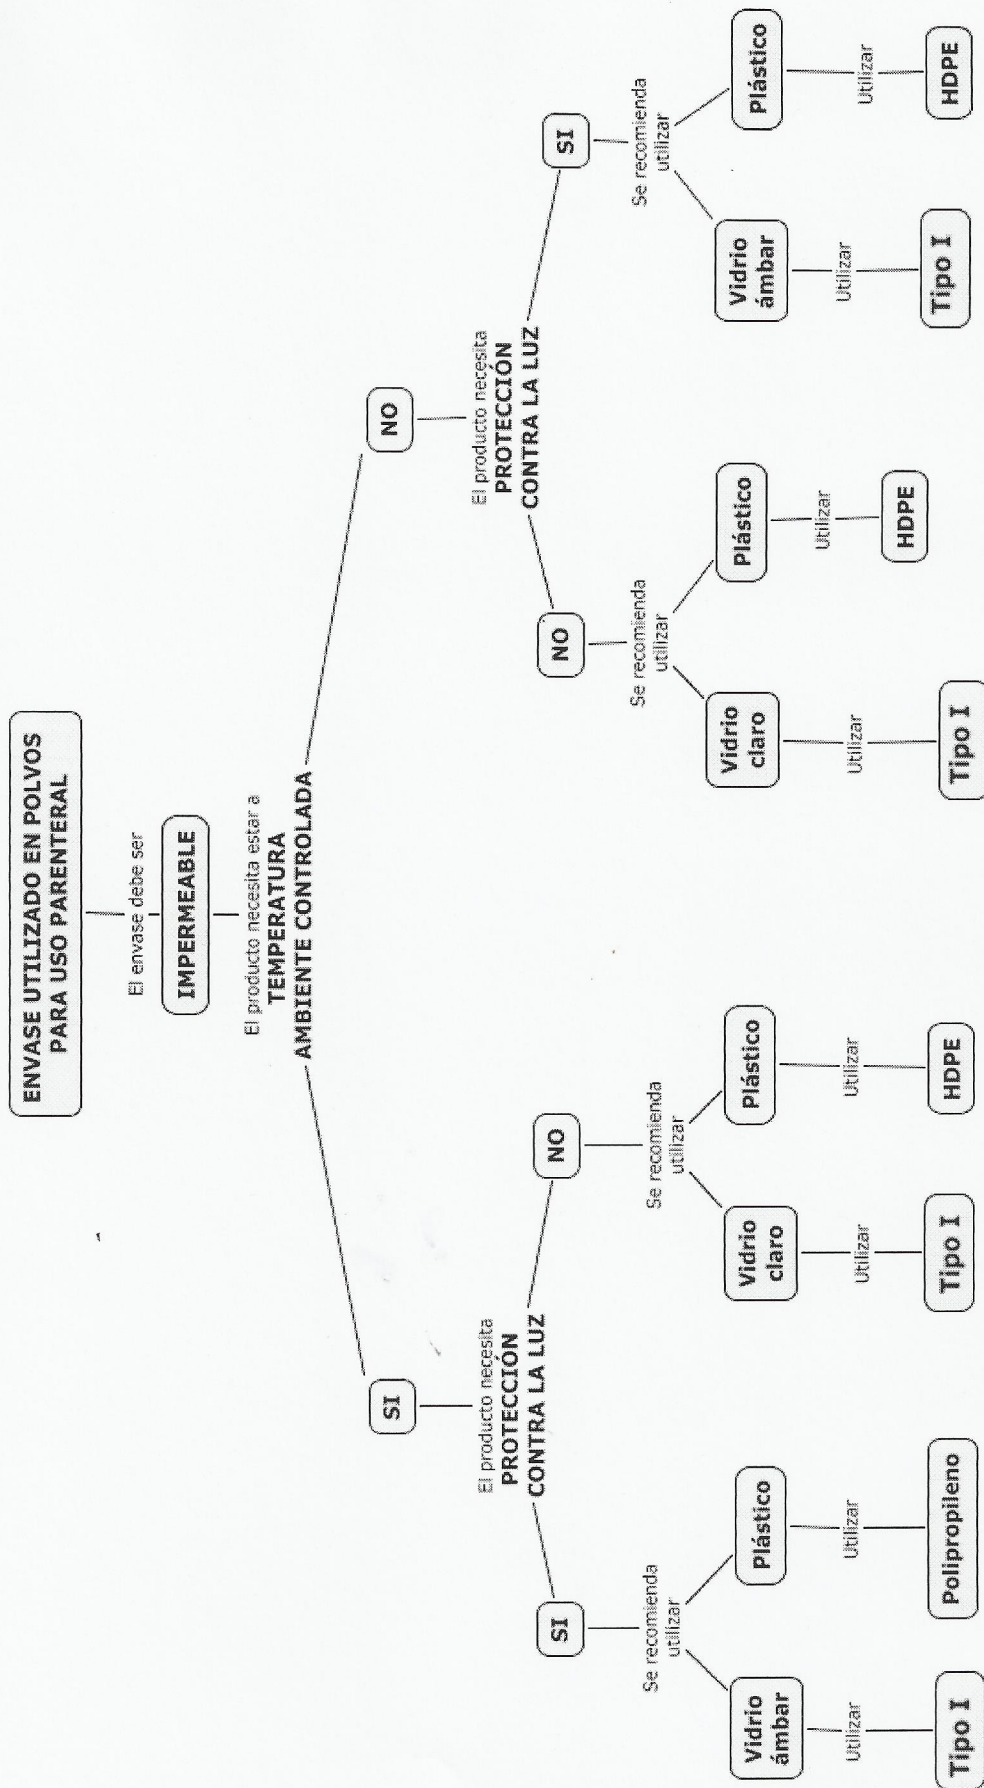 ENVASE UTILIZADO EN POLVOS
PARA USO PARENTERAL
El envase debe ser
IMPERMEABLE
El producto necesita estar a
TEMPERATURA
AMBIENTE CONTROLADA
SI
El producto necesita
PROTECCIÓN
CONTRA LA LUZ
SI
Se recomienda
utilizar
Vidrio
ámbar
Utilizar
Tipo I
Plástico
Utilizar
Polipropileno
NO
Se recomienda
utilizar
Vidrio
claro
Utilizar
Tipo I
Plástico
Utilizar
HDPE
NO
El producto necesita
PROTECCIÓN
CONTRA LA LUZ
NO
Se recomienda
utilizar
Vidrio
claro
Utilizar
Tipo I
Plástico
Utilizar
HDPE
SI
Se recomienda
utilizar
Vidrio
ámbar
Utilizar
Tipo I
Plástico
Utilizar
HDPE